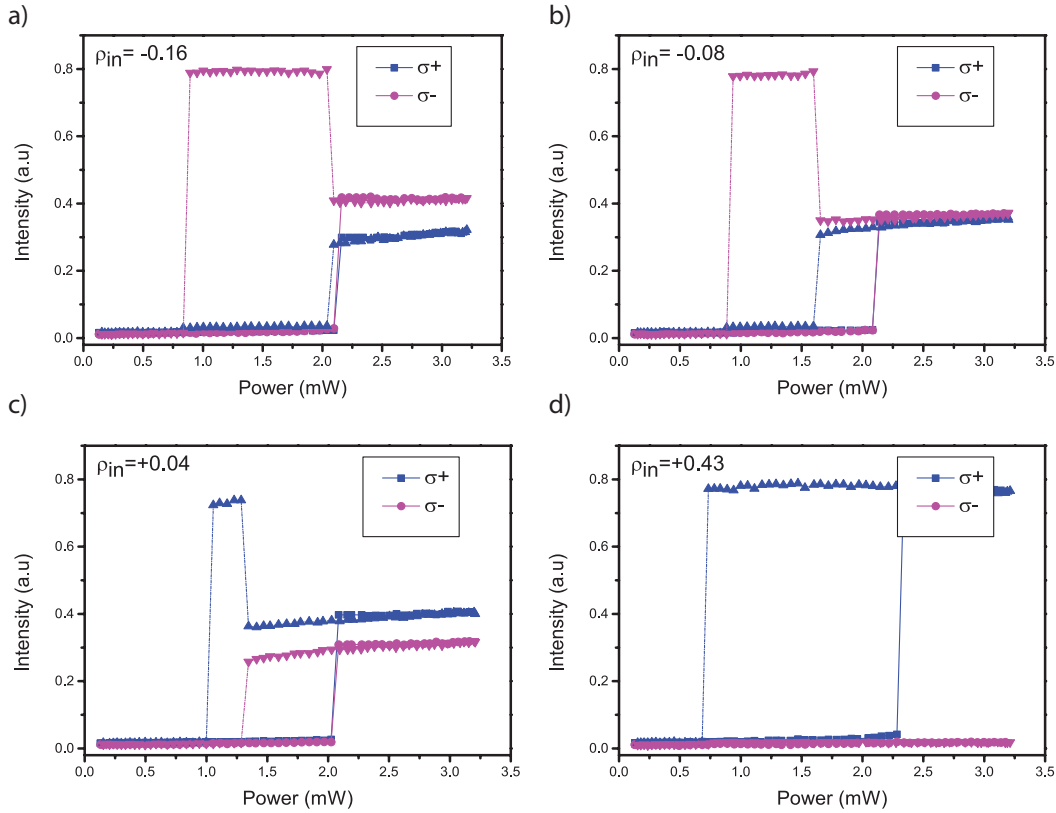 a)
ρin= -0.16
σ+
σ-
Intensity (a.u)
0.8
0.6
0.4
0.2
0.0
0.0 0.5 1.0 1.5 2.0 2.5 3.0 3.5
Power (mW)
b)
ρin= -0.08
σ+
σ-
Intensity (a.u)
0.8
0.6
0.4
0.2
0.0
0.0 0.5 1.0 1.5 2.0 2.5 3.0 3.5
Power (mW)
c)
ρin=+0.04
σ+
σ-
Intensity (a.u)
0.8
0.6
0.4
0.2
0.0
0.0 0.5 1.0 1.5 2.0 2.5 3.0 3.5
Power (mW)
d)
ρin=+0.43
σ+
σ-
Intensity (a.u)
0.8
0.6
0.4
0.2
0.0
0.0 0.5 1.0 1.5 2.0 2.5 3.0 3.5
Power (mW)